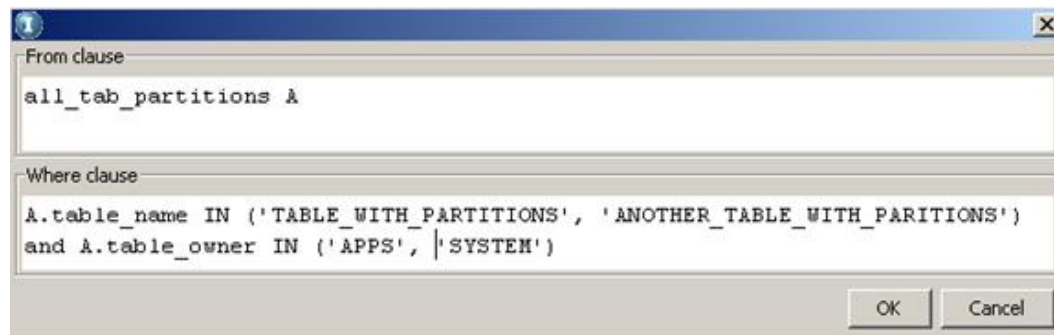 From clause
all_tab_partitions A
Where clause
A.table_name IN ('TABLE_WITH_PARTITIONS', 'ANOTHER_TABLE_WITH_PARITIONS')
and A.table_owner IN ('APPS', 'SYSTEM')
OK Cancel